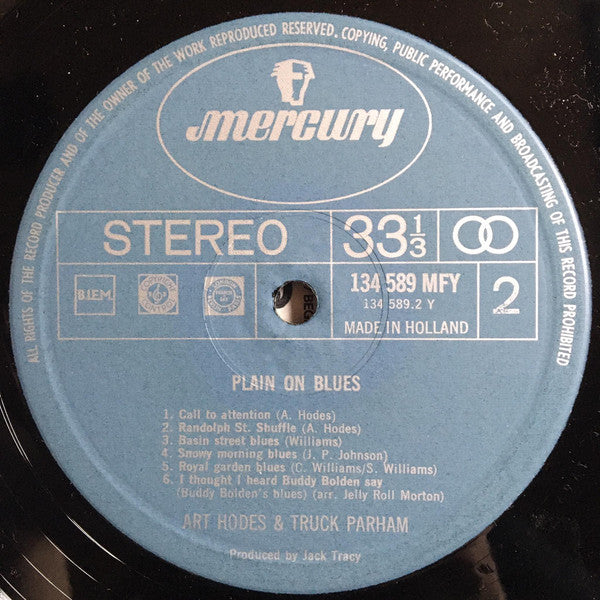 ALL RIGHTS OF THE RECORD PRODUCER AND OF THE OWNER OF THE WORK REPRODUCED RESERVED. COPYING, PUBLIC PERFORMANCE AND BROADCASTING OF THIS RECORD PROHIBITED
mercury
STEREO
33 1/3
BIEM
134 589 MFY
134 589.2 Y
MADE IN HOLLAND
2
PLAIN ON BLUES
1. Call to attention (A. Hodes)
2. Randolph St. Shuffle (A. Hodes)
3. Basin street blues (Williams)
4. Snowy morning blues (J. P. Johnson)
5. Royal garden blues (C. Williams/S. Williams)
6. I thought I heard Buddy Bolden say
(Buddy Bolden's blues) (arr. Jelly Roll Morton)
ART HODES & TRUCK PARHAM
Produced by Jack Tracy